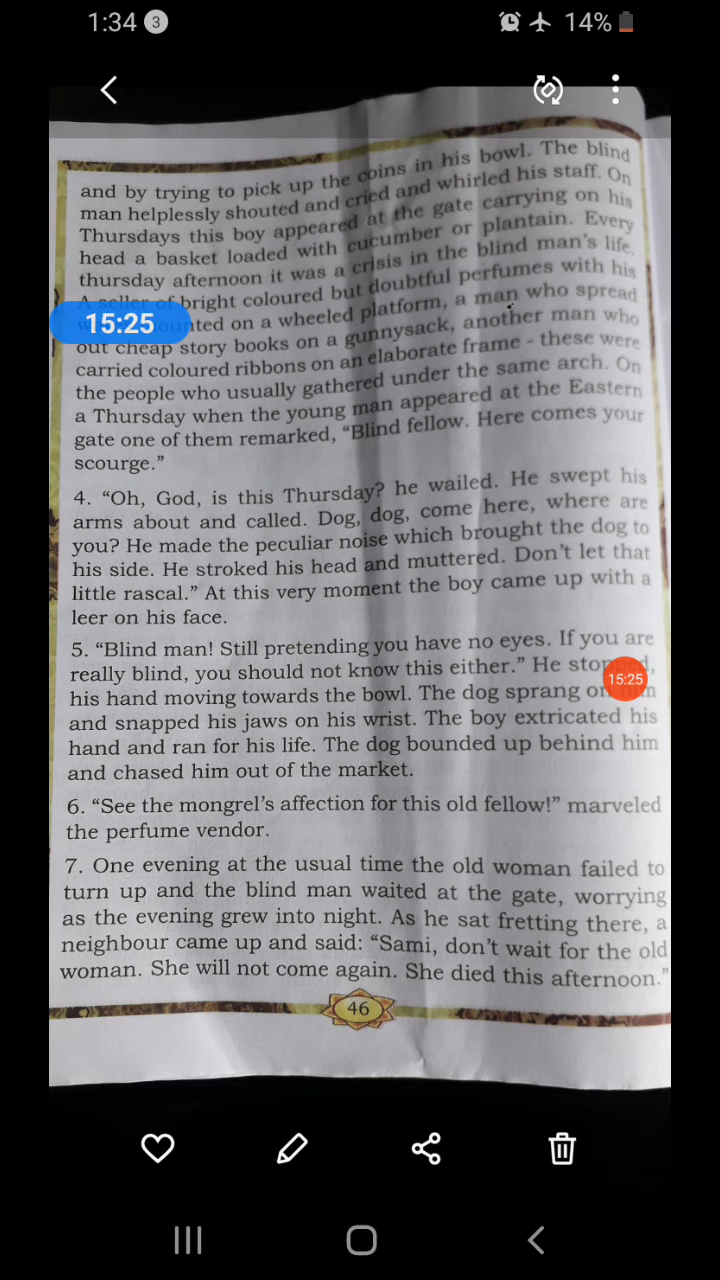 1:34 3 14%
and by trying to pick up the coins in his bowl. The blind
man helplessly shouted and cried and whirled his staff. On
Thursdays this boy appeared at the gate carrying on his
head a basket loaded with cucumber or plantain. Every
thursday afternoon it was a crisis in the blind man's life.
A seller of bright coloured but doubtful perfumes with his
15:25
mounted on a wheeled platform, a man who spread
out cheap story books on a gunnysack, another man who
carried coloured ribbons on an elaborate frame - these were
the people who usually gathered under the same arch. On
a Thursday when the young man appeared at the Eastern
gate one of them remarked, "Blind fellow. Here comes your
scourge."
4. "Oh, God, is this Thursday? he wailed. He swept his
arms about and called. Dog, dog, come here, where are
you? He made the peculiar noise which brought the dog to
his side. He stroked his head and muttered. Don't let that
little rascal." At this very moment the boy came up with a
leer on his face.
5. "Blind man! Still pretending you have no eyes. If you are
really blind, you should not know this either." He stopped,
15:25
his hand moving towards the bowl. The dog sprang on him
and snapped his jaws on his wrist. The boy extricated his
hand and ran for his life. The dog bounded up behind him
and chased him out of the market.
6. "See the mongrel's affection for this old fellow!" marveled
the perfume vendor.
7. One evening at the usual time the old woman failed to
turn up and the blind man waited at the gate, worrying
as the evening grew into night. As he sat fretting there, a
neighbour came up and said: "Sami, don't wait for the old
woman. She will not come again. She died this afternoon."
46